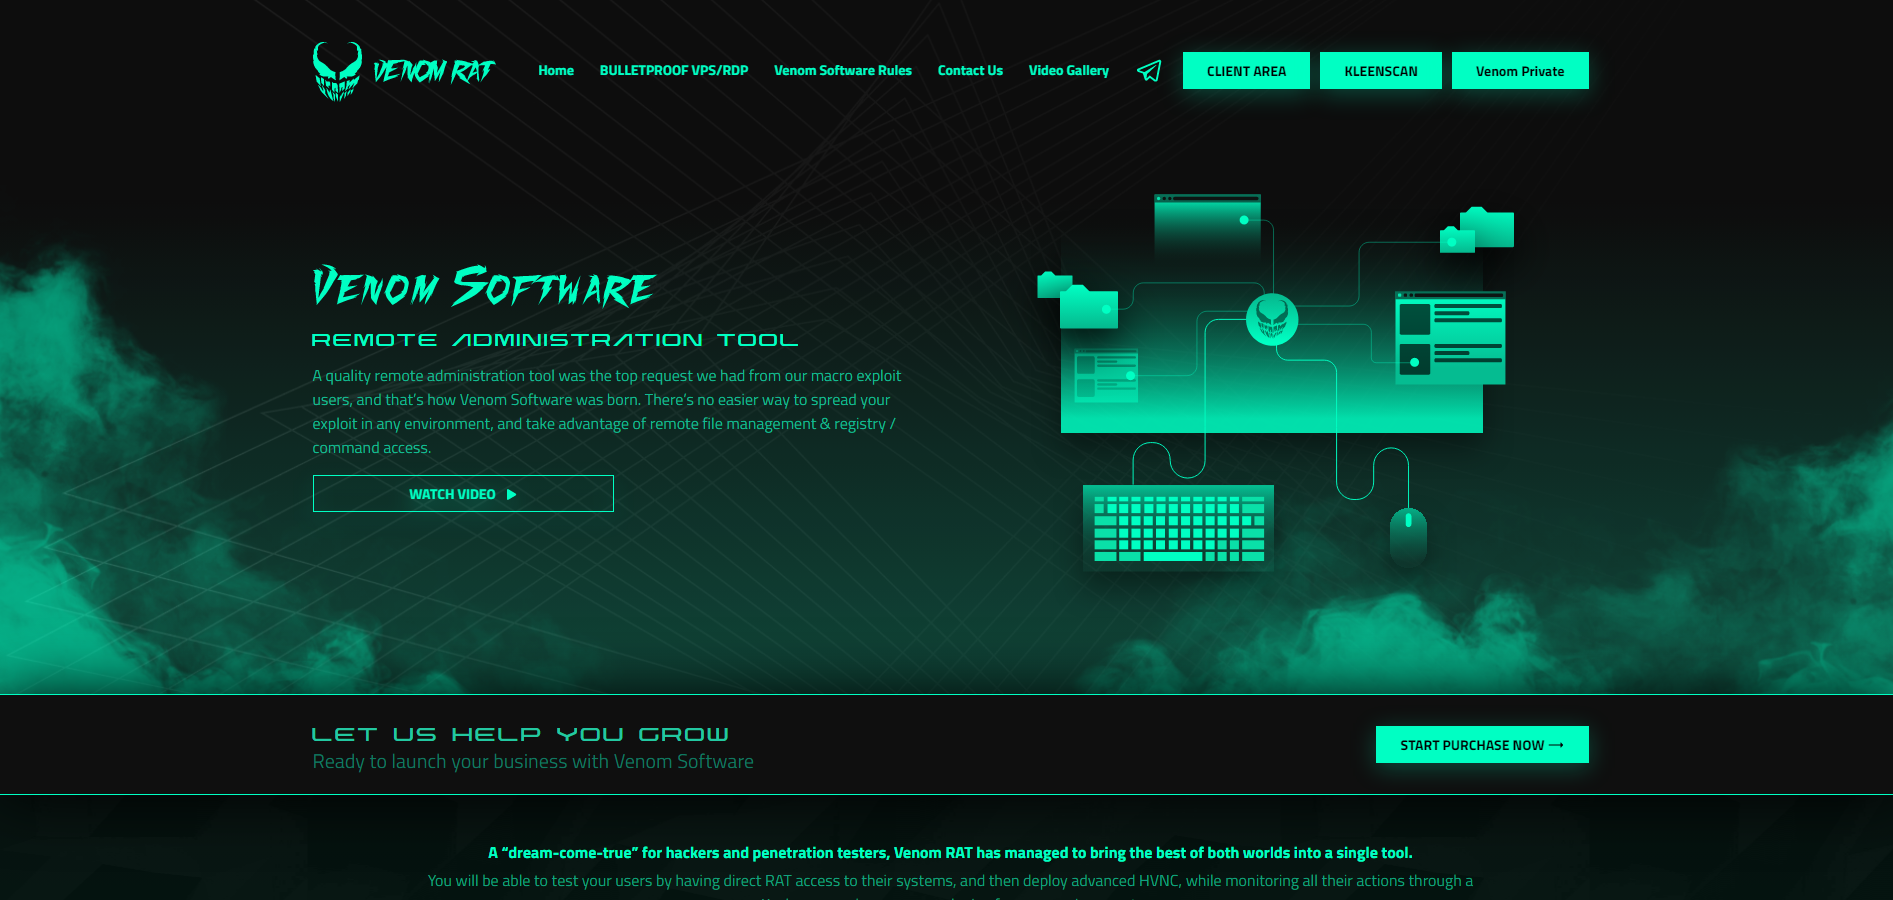 VENOM RAT
Home BULLETPROOF VPS/RDP Venom Software Rules Contact Us Video Gallery CLIENT AREA KLEENSCAN Venom Private
VENOM SOFTWARE
REMOTE ADMINISTRATION TOOL
A quality remote administration tool was the top request we had from our macro exploit
users, and that’s how Venom Software was born. There’s no easier way to spread your
exploit in any environment, and take advantage of remote file management & registry /
command access.
WATCH VIDEO
LET US HELP YOU GROW
Ready to launch your business with Venom Software
START PURCHASE NOW →
A “dream-come-true” for hackers and penetration testers, Venom RAT has managed to bring the best of both worlds into a single tool.
You will be able to test your users by having direct RAT access to their systems, and then deploy advanced HVNC, while monitoring all their actions through a